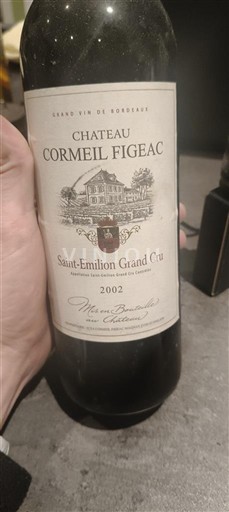 GRAND VIN DE BORDEAUX
CHATEAU
CORMEIL FIGEAC
VINIOU
Saint-Emilion Grand Cru
Appellation Saint-Emilion Grand Cru Contrôlée
2002
Mis en Bouteille
au Château